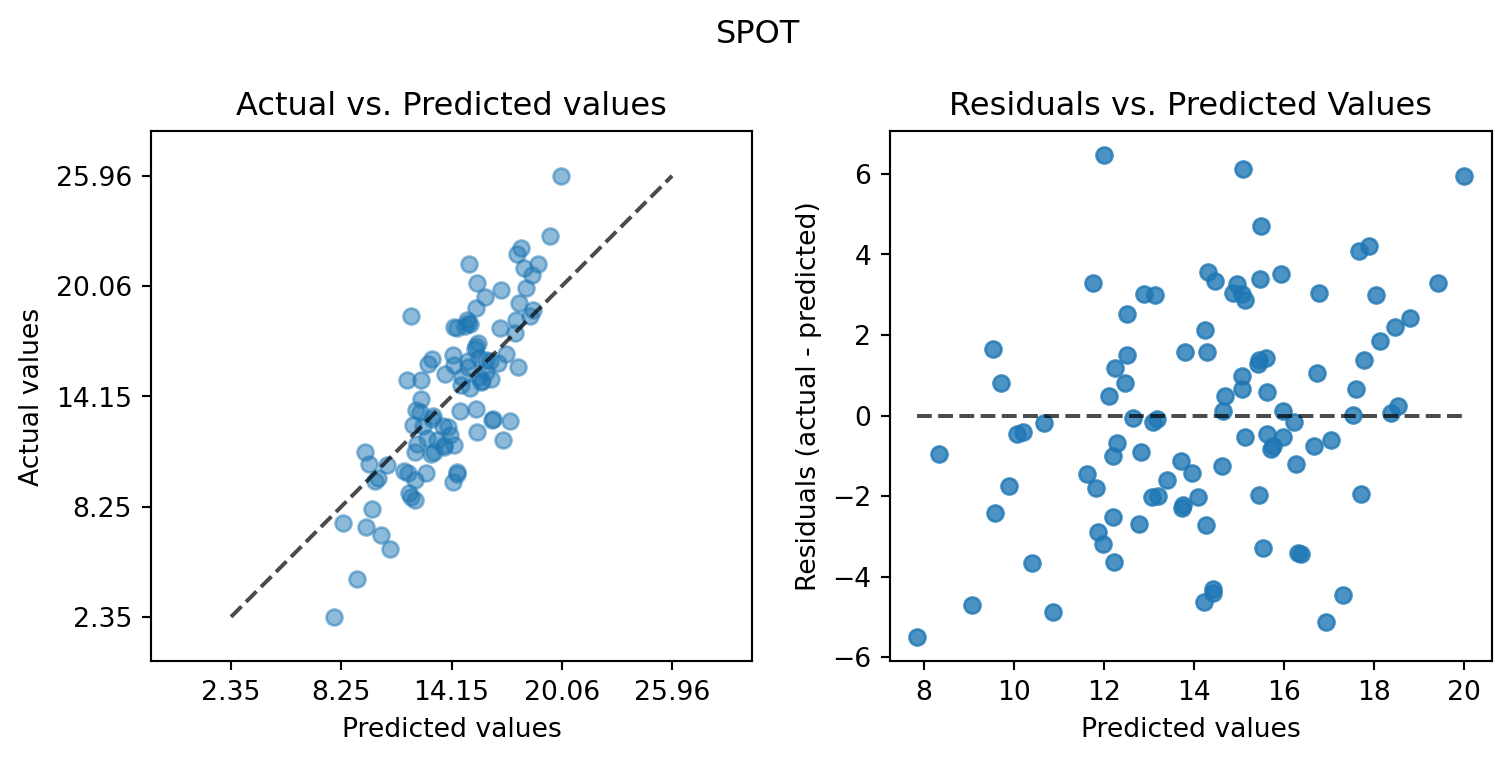 SPOT
Actual vs. Predicted values
Actual values
25.96
20.06
14.15
8.25
2.35
2.35 8.25 14.15 20.06 25.96
Predicted values
Residuals vs. Predicted Values
Residuals (actual - predicted)
6
4
2
0
−2
−4
−6
8 10 12 14 16 18 20
Predicted values